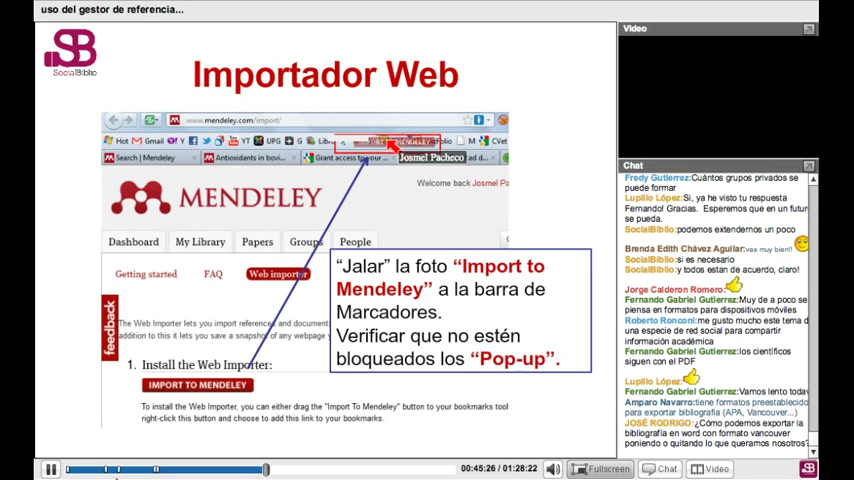 uso del gestor de referencia...
SB
SocialBiblio
Importador Web
www.mendeley.com/import/
Hot Gmail YT UPG G M CVet
Search | Mendeley Antioxidants in bovi... Grant access to your ... Josmel Pacheco
MENDELEY
Welcome back Josmel Pa
Dashboard My Library Papers Groups People
Getting started FAQ Web importer
feedback
The Web Importer lets you import references and documents
addition to this it lets you save a snapshot of any webpage
1. Install the Web Importer:
IMPORT TO MENDELEY
To install the Web Importer, you can either drag the "Import To Mendeley" button to your bookmarks tool
right-click this button and choose to add this link to your bookmarks.
“Jalar” la foto “Import to
Mendeley” a la barra de
Marcadores.
Verificar que no estén
bloqueados los “Pop-up”.
Video
Chat
Fredy Gutierrez:Cuántos grupos privados se
puede formar
Lupillo López:Si, ya he visto tu respuesta
Fernando! Gracias. Esperemos que en un futur
se pueda.
SocialBiblio:podemos extendernos un poco
Brenda Edith Chávez Aguilar:vas muy bien!!
SocialBiblio:si es necesario
SocialBiblio:y todos estan de acuerdo, claro!
Jorge Calderon Romero:
Fernando Gabriel Gutierrez:Muy de a poco se
piensa en formatos para dispositivos móviles
Roberto Ronconi:me gusto mucho este tema d
una especie de red social para compartir
información académica
Fernando Gabriel Gutierrez:los científicos
siguen con el PDF
Lupillo López:
Fernando Gabriel Gutierrez:Vamos lento todav
Amparo Navarro:tiene formatos preestablecido
para exportar bibliografia (APA, Vancouver...)
JOSÉ RODRIGO:¿Cómo podemos exportar la
bibliografía en word con formato vancouver
poniendo o quitando lo que queramos nosotros?
00:45:26 / 01:28:22
Fullscreen
Chat
Video
SB